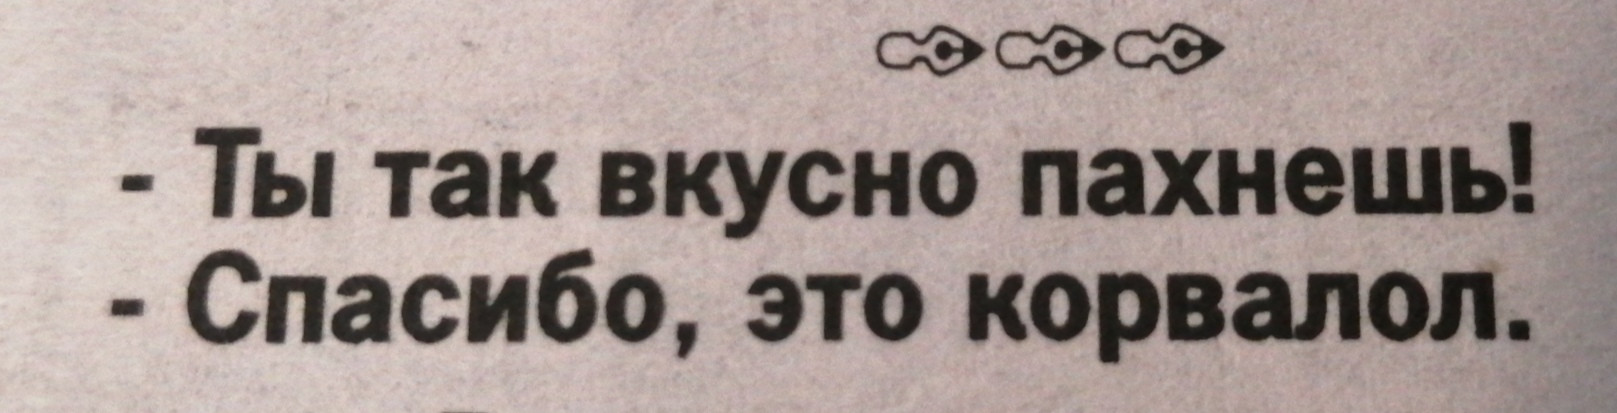 - Ты так вкусно пахнешь!
- Спасибо, это корвалол.